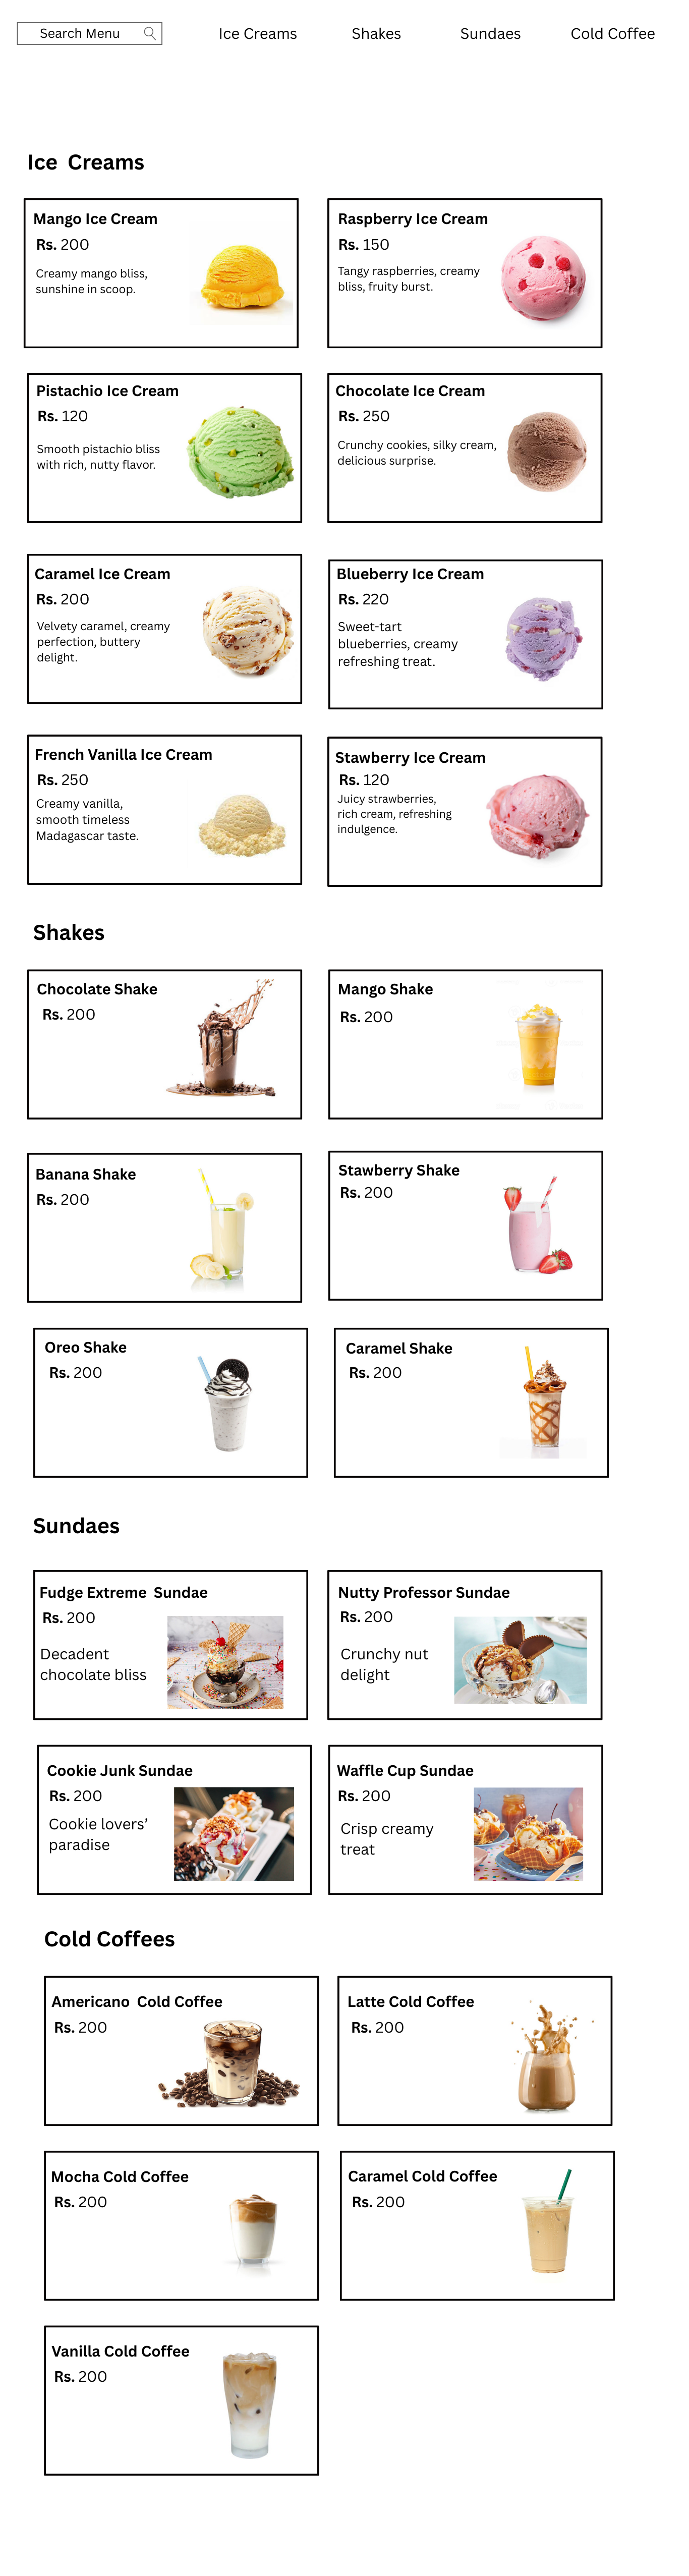 Search Menu
Ice Creams
Shakes
Sundaes
Cold Coffee
Ice Creams
Mango Ice Cream
Rs. 200
Creamy mango bliss,
sunshine in scoop.
Raspberry Ice Cream
Rs. 150
Tangy raspberries, creamy
bliss, fruity burst.
Pistachio Ice Cream
Rs. 120
Smooth pistachio bliss
with rich, nutty flavor.
Chocolate Ice Cream
Rs. 250
Crunchy cookies, silky cream,
delicious surprise.
Caramel Ice Cream
Rs. 200
Velvety caramel, creamy
perfection, buttery
delight.
Blueberry Ice Cream
Rs. 220
Sweet-tart
blueberries, creamy
refreshing treat.
French Vanilla Ice Cream
Rs. 250
Creamy vanilla,
smooth timeless
Madagascar taste.
Stawberry Ice Cream
Rs. 120
Juicy strawberries,
rich cream, refreshing
indulgence.
Shakes
Chocolate Shake
Rs. 200
Mango Shake
Rs. 200
Banana Shake
Rs. 200
Stawberry Shake
Rs. 200
Oreo Shake
Rs. 200
Caramel Shake
Rs. 200
Sundaes
Fudge Extreme Sundae
Rs. 200
Decadent
chocolate bliss
Nutty Professor Sundae
Rs. 200
Crunchy nut
delight
Cookie Junk Sundae
Rs. 200
Cookie lovers’
paradise
Waffle Cup Sundae
Rs. 200
Crisp creamy
treat
Cold Coffees
Americano Cold Coffee
Rs. 200
Latte Cold Coffee
Rs. 200
Mocha Cold Coffee
Rs. 200
Caramel Cold Coffee
Rs. 200
Vanilla Cold Coffee
Rs. 200